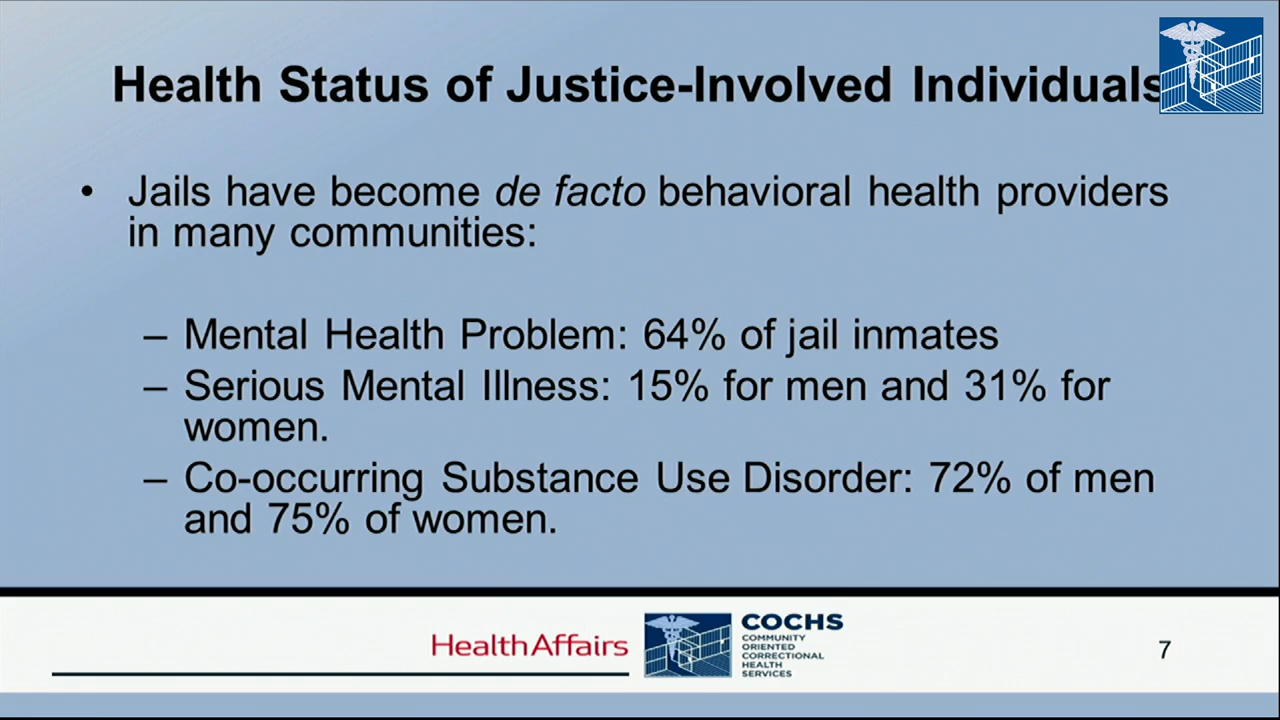 Health Status of Justice-Involved Individuals
• Jails have become de facto behavioral health providers
in many communities:
– Mental Health Problem: 64% of jail inmates
– Serious Mental Illness: 15% for men and 31% for
women.
– Co-occurring Substance Use Disorder: 72% of men
and 75% of women.
HealthAffairs
COCHS
COMMUNITY
ORIENTED
CORRECTIONAL
HEALTH
SERVICES
7